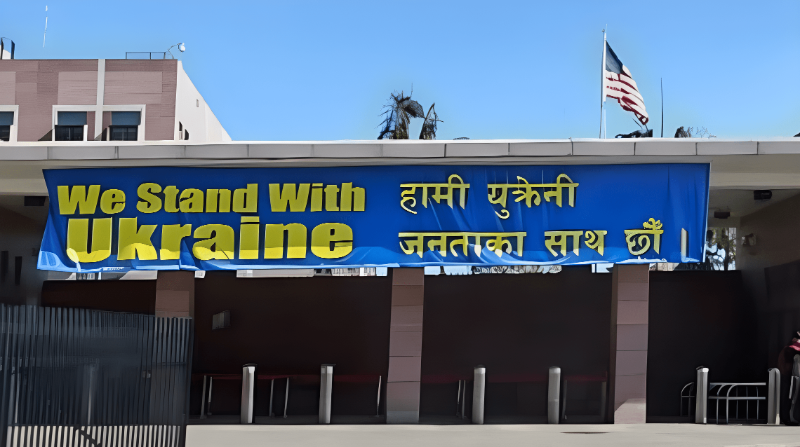 We Stand With
Ukraine
हामी युक्रेनी
जनताका साथ छौं ।